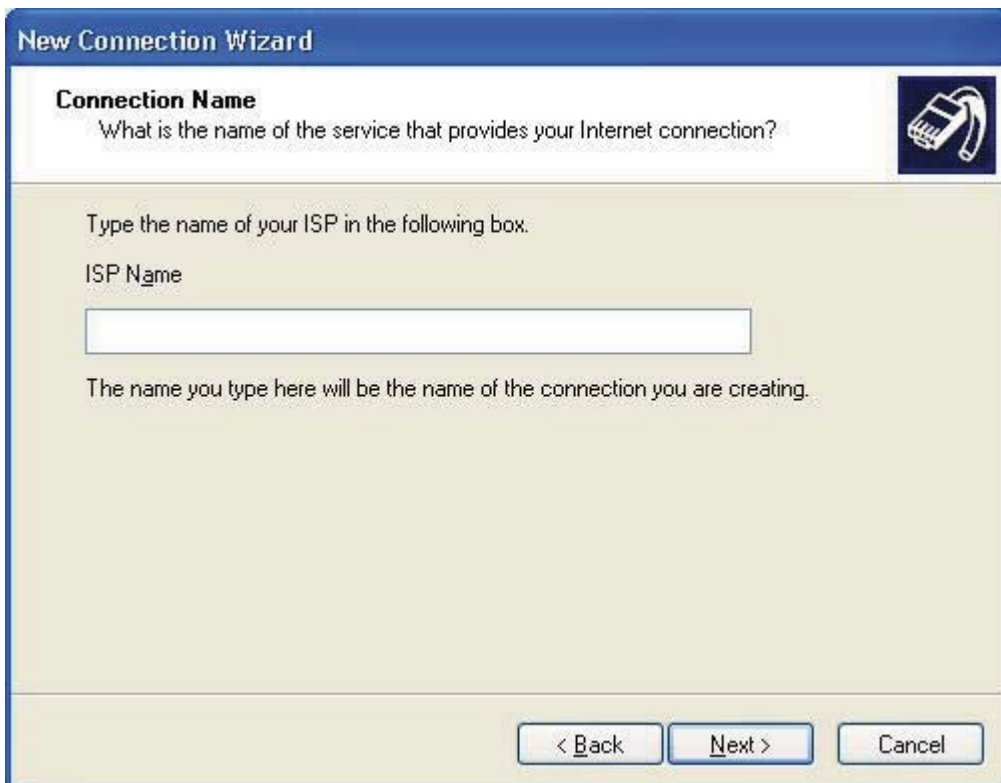 New Connection Wizard
Connection Name
What is the name of the service that provides your Internet connection?
Type the name of your ISP in the following box.
ISP Name
The name you type here will be the name of the connection you are creating.
< Back Next > Cancel